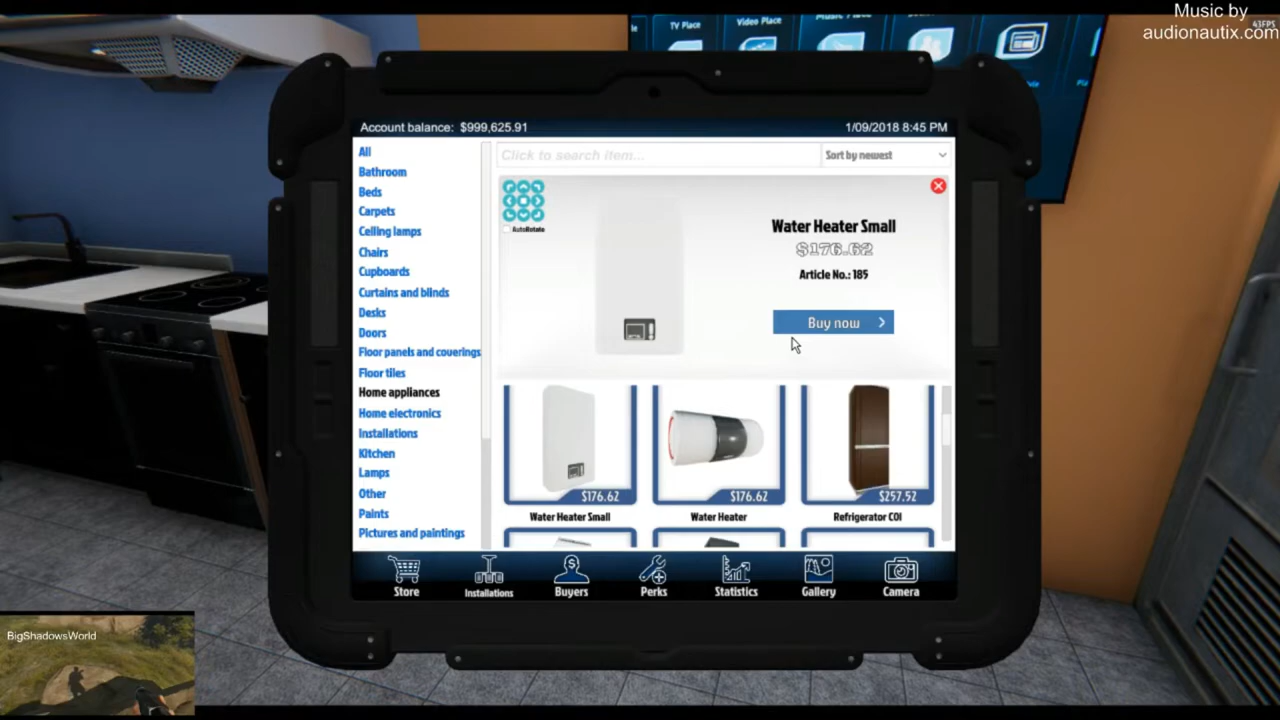 Music by
audionautix.com
43FPS
TV Place
Video Place
Music Place
Account balance: $999,625.91
1/09/2018 8:45 PM
All
Bathroom
Beds
Carpets
Ceiling lamps
Chairs
Cupboards
Curtains and blinds
Desks
Doors
Floor panels and coverings
Floor tiles
Home appliances
Home electronics
Installations
Kitchen
Lamps
Other
Paints
Pictures and paintings
Click to search item...
Sort by newest
AutoRotate
Water Heater Small
$176.62
Article No.: 185
Buy now
$176.62
$176.62
$257.52
Water Heater Small
Water Heater
Refrigerator COI
Store
Installations
Buyers
Perks
Statistics
Gallery
Camera
BigShadowsWorld